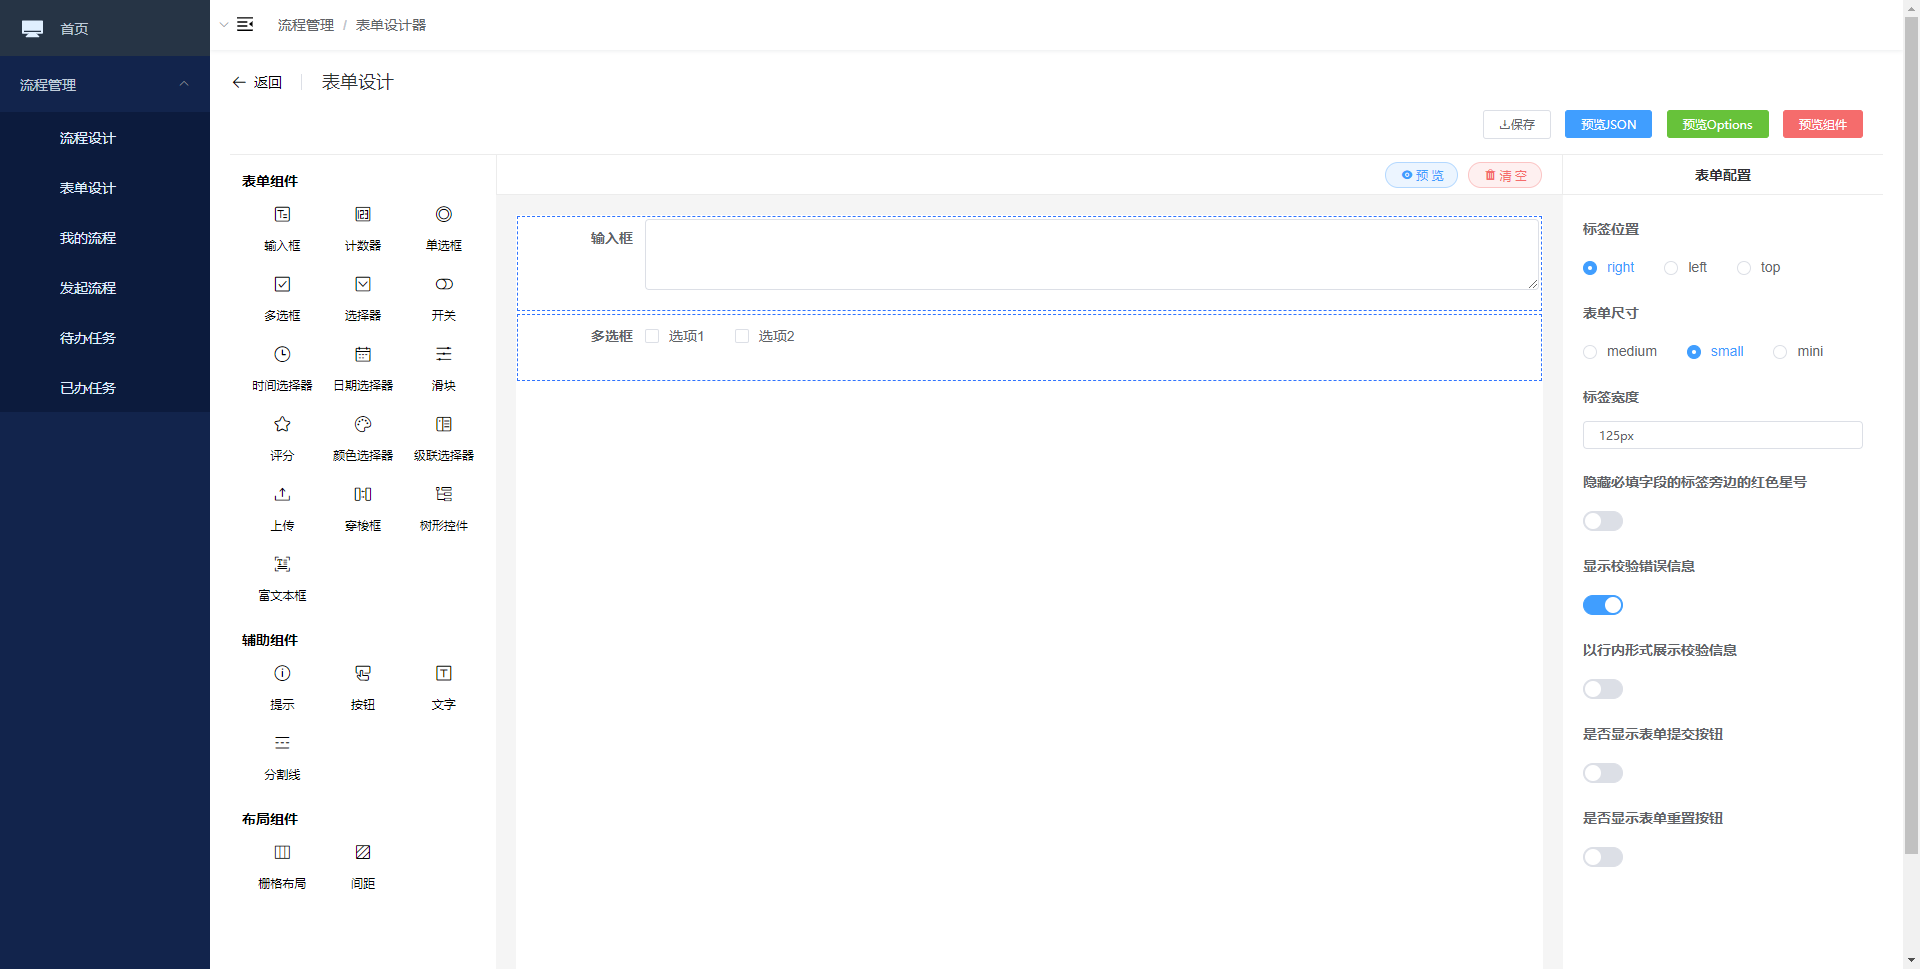 首页
流程管理
流程设计
表单设计
我的流程
发起流程
待办任务
已办任务
流程管理 / 表单设计器
返回
表单设计
保存 预览JSON 预览Options 预览组件
表单组件
输入框 计数器 单选框
多选框 选择器 开关
时间选择器 日期选择器 滑块
评分 颜色选择器 级联选择器
上传 穿梭框 树形控件
富文本框
辅助组件
提示 按钮 文字
分割线
布局组件
栅格布局 间距
预 览 清 空
输入框
多选框 选项1 选项2
表单配置
标签位置
right left top
表单尺寸
medium small mini
标签宽度
125px
隐藏必填字段的标签旁边的红色星号
显示校验错误信息
以行内形式展示校验信息
是否显示表单提交按钮
是否显示表单重置按钮